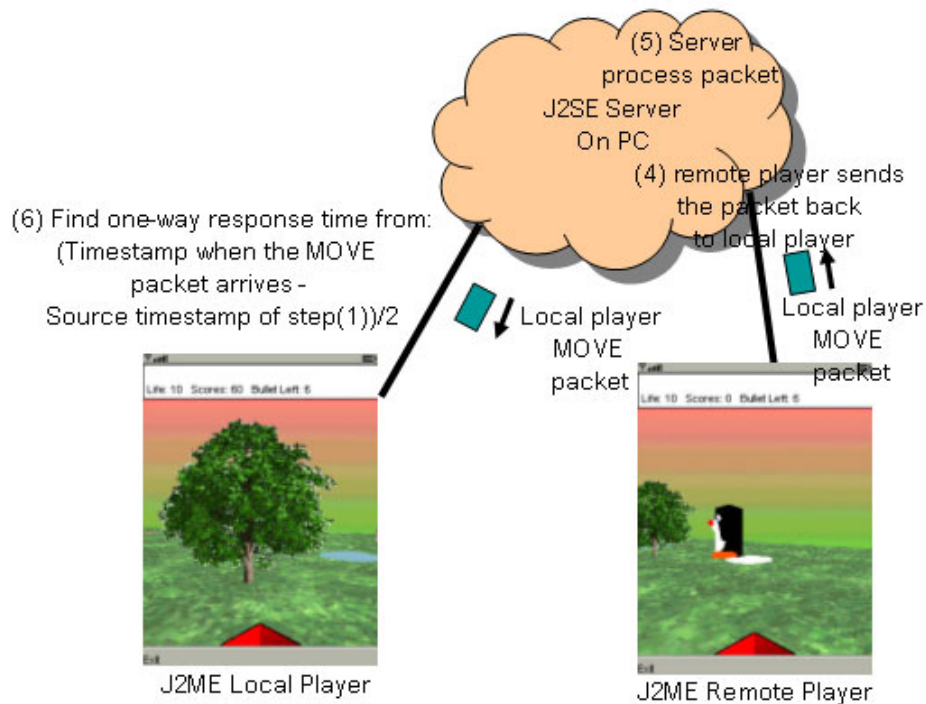 (5) Server
process packet
J2SE Server
On PC
(4) remote player sends
the packet back
to local player
(6) Find one-way response time from:
(Timestamp when the MOVE
packet arrives -
Source timestamp of step(1))/2
Local player
MOVE
packet
Local player
MOVE
packet
Life: 10 Scores: 60 Bullet Left: 6
Exit
J2ME Local Player
Life: 10 Scores: 0 Bullet Left: 6
Exit
J2ME Remote Player